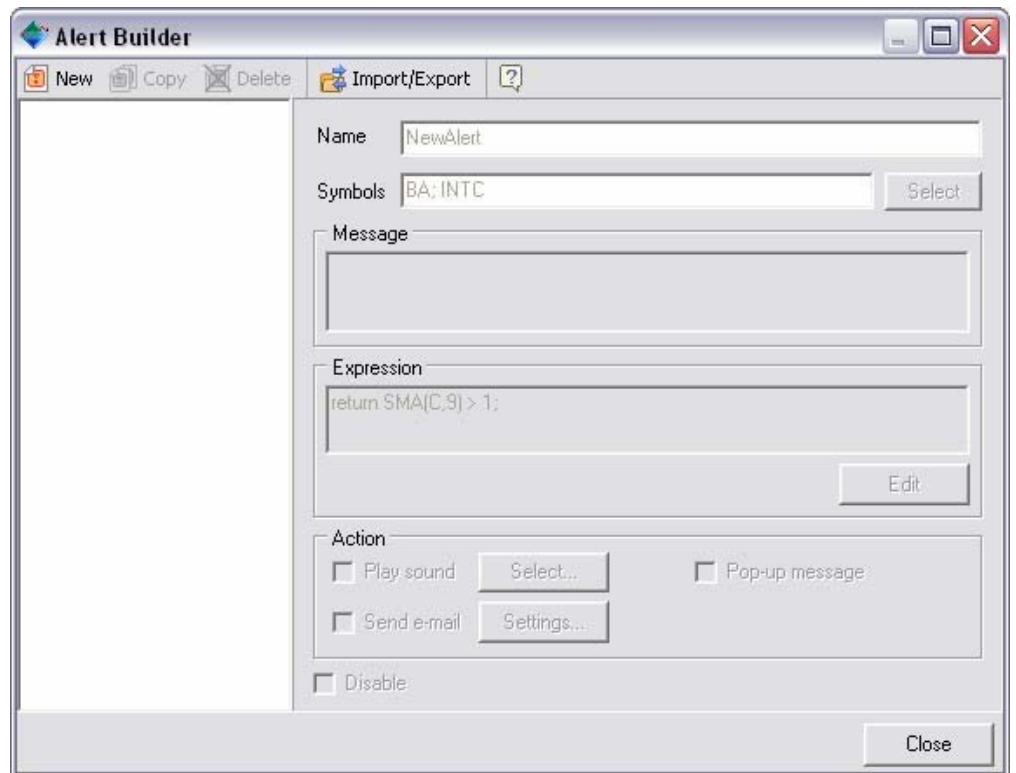 Alert Builder
New Copy Delete Import/Export ?
Name NewAlert
Symbols BA; INTC Select
Message
Expression
return SMA(C,9) > 1;
Edit
Action
Play sound Select... Pop-up message
Send e-mail Settings...
Disable
Close